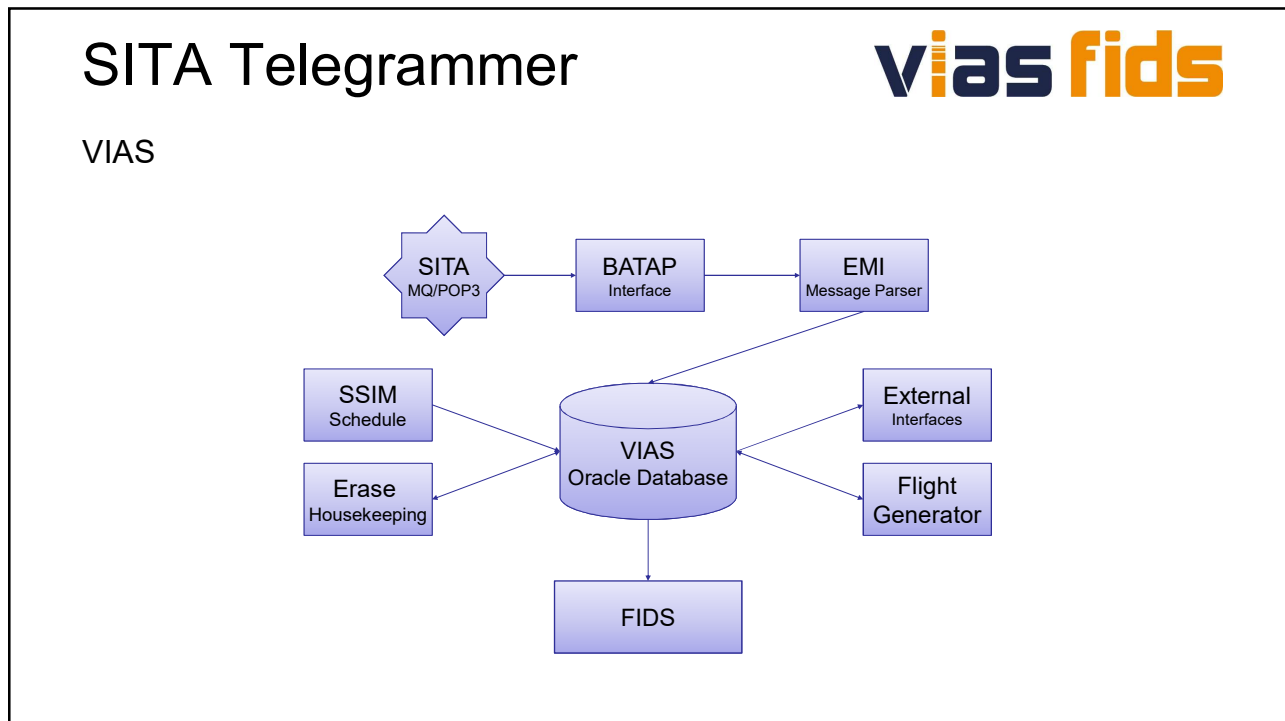 SITA Telegrammer
vias fids
VIAS
SITA
MQ/POP3
BATAP
Interface
EMI
Message Parser
SSIM
Schedule
External
Interfaces
VIAS
Oracle Database
Erase
Housekeeping
Flight
Generator
FIDS